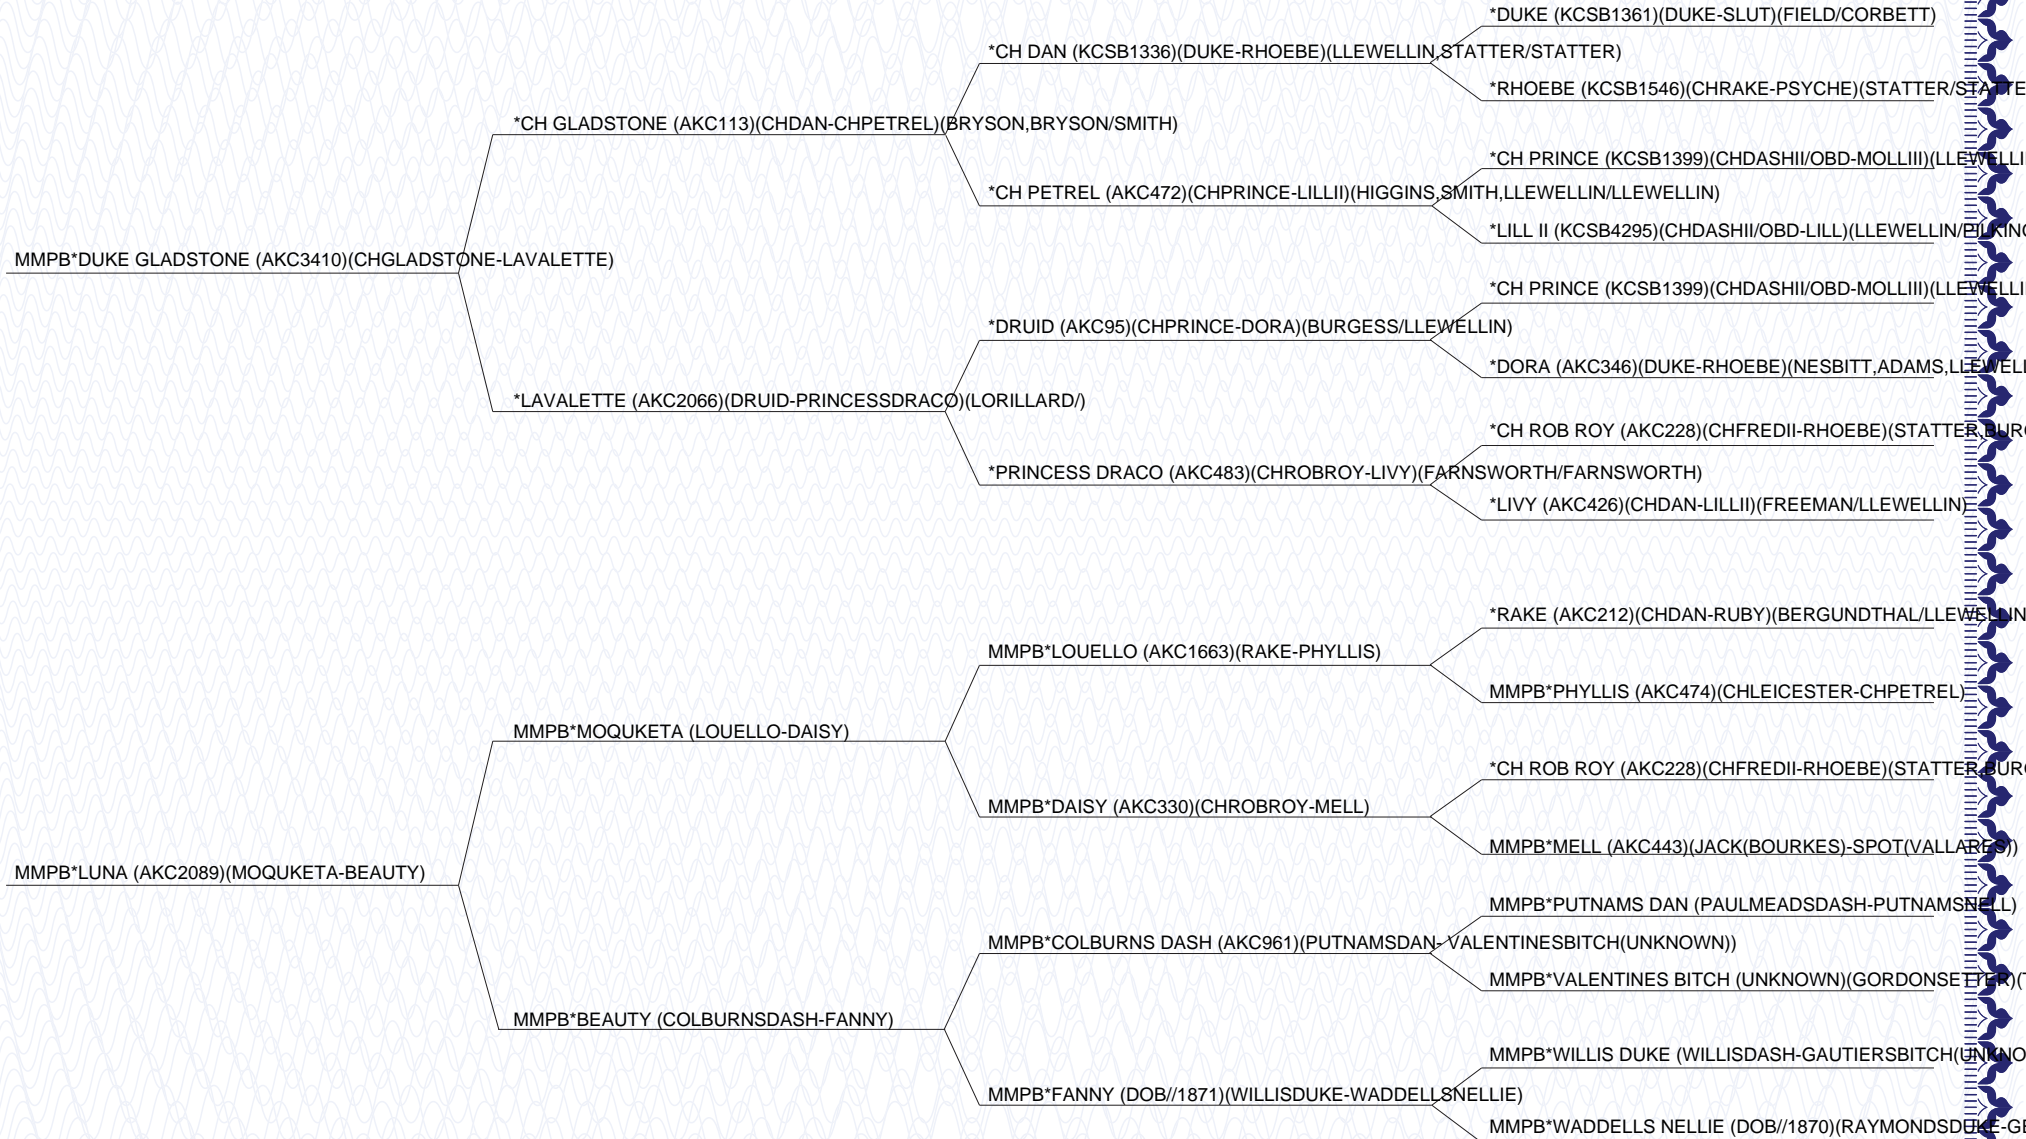 *DUKE (KCSB1361)(DUKE-SLUT)(FIELD/CORBETT)
*CH DAN (KCSB1336)(DUKE-RHOEBE)(LLEWELLIN,STATTER/STATTER)
*RHOEBE (KCSB1546)(CHRAKE-PSYCHE)(STATTER/STATTE
*CH GLADSTONE (AKC113)(CHDAN-CHPETREL)(BRYSON,BRYSON/SMITH)
*CH PRINCE (KCSB1399)(CHDASHII/OBD-MOLLIII)(LLEWELLI
*CH PETREL (AKC472)(CHPRINCE-LILLII)(HIGGINS,SMITH,LLEWELLIN/LLEWELLIN)
*LILL II (KCSB4295)(CHDASHII/OBD-LILL)(LLEWELLIN/PILKING
MMPB*DUKE GLADSTONE (AKC3410)(CHGLADSTONE-LAVALETTE)
*CH PRINCE (KCSB1399)(CHDASHII/OBD-MOLLIII)(LLEWELLI
*DRUID (AKC95)(CHPRINCE-DORA)(BURGESS/LLEWELLIN)
*DORA (AKC346)(DUKE-RHOEBE)(NESBITT,ADAMS,LLEWELL
*LAVALETTE (AKC2066)(DRUID-PRINCESSDRACO)(LORILLARD/)
*CH ROB ROY (AKC228)(CHFREDII-RHOEBE)(STATTER,BURG
*PRINCESS DRACO (AKC483)(CHROBROY-LIVY)(FARNSWORTH/FARNSWORTH)
*LIVY (AKC426)(CHDAN-LILLII)(FREEMAN/LLEWELLIN)
*RAKE (AKC212)(CHDAN-RUBY)(BERGUNDTHAL/LLEWELLIN
MMPB*LOUELLO (AKC1663)(RAKE-PHYLLIS)
MMPB*PHYLLIS (AKC474)(CHLEICESTER-CHPETREL)
MMPB*MOQUKETA (LOUELLO-DAISY)
*CH ROB ROY (AKC228)(CHFREDII-RHOEBE)(STATTER,BURG
MMPB*DAISY (AKC330)(CHROBROY-MELL)
MMPB*MELL (AKC443)(JACK(BOURKES)-SPOT(VALLARES))
MMPB*LUNA (AKC2089)(MOQUKETA-BEAUTY)
MMPB*PUTNAMS DAN (PAULMEADSDASH-PUTNAMSNELL)
MMPB*COLBURNS DASH (AKC961)(PUTNAMSDAN- VALENTINESBITCH(UNKNOWN))
MMPB*VALENTINES BITCH (UNKNOWN)(GORDONSETTER)(
MMPB*BEAUTY (COLBURNSDASH-FANNY)
MMPB*WILLIS DUKE (WILLISDASH-GAUTIERSBITCH(UNKNO
MMPB*FANNY (DOB//1871)(WILLISDUKE-WADDELLSNELLIE)
MMPB*WADDELLS NELLIE (DOB//1870)(RAYMONDSDUKE-GE